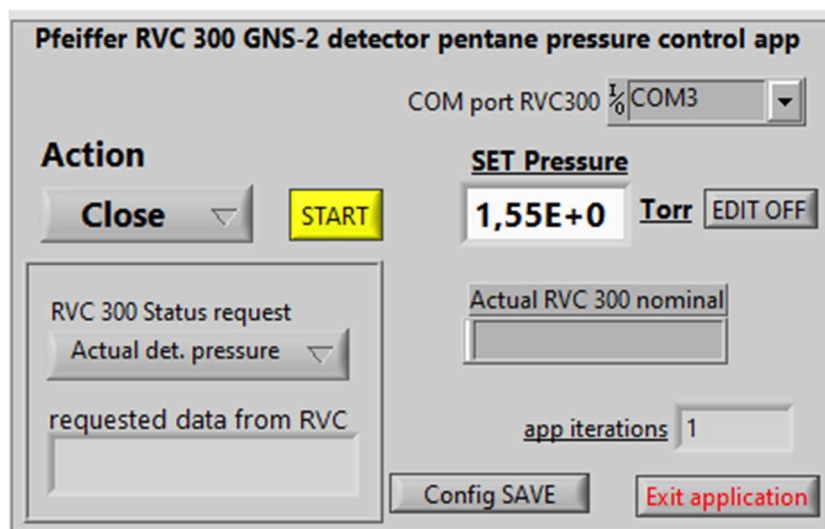 Pfeiffer RVC 300 GNS-2 detector pentane pressure control app
COM port RVC300 I/O COM3
Action
SET Pressure
Close
START
1,55E+0 Torr EDIT OFF
RVC 300 Status request
Actual RVC 300 nominal
Actual det. pressure
requested data from RVC
app iterations 1
Config SAVE
Exit application